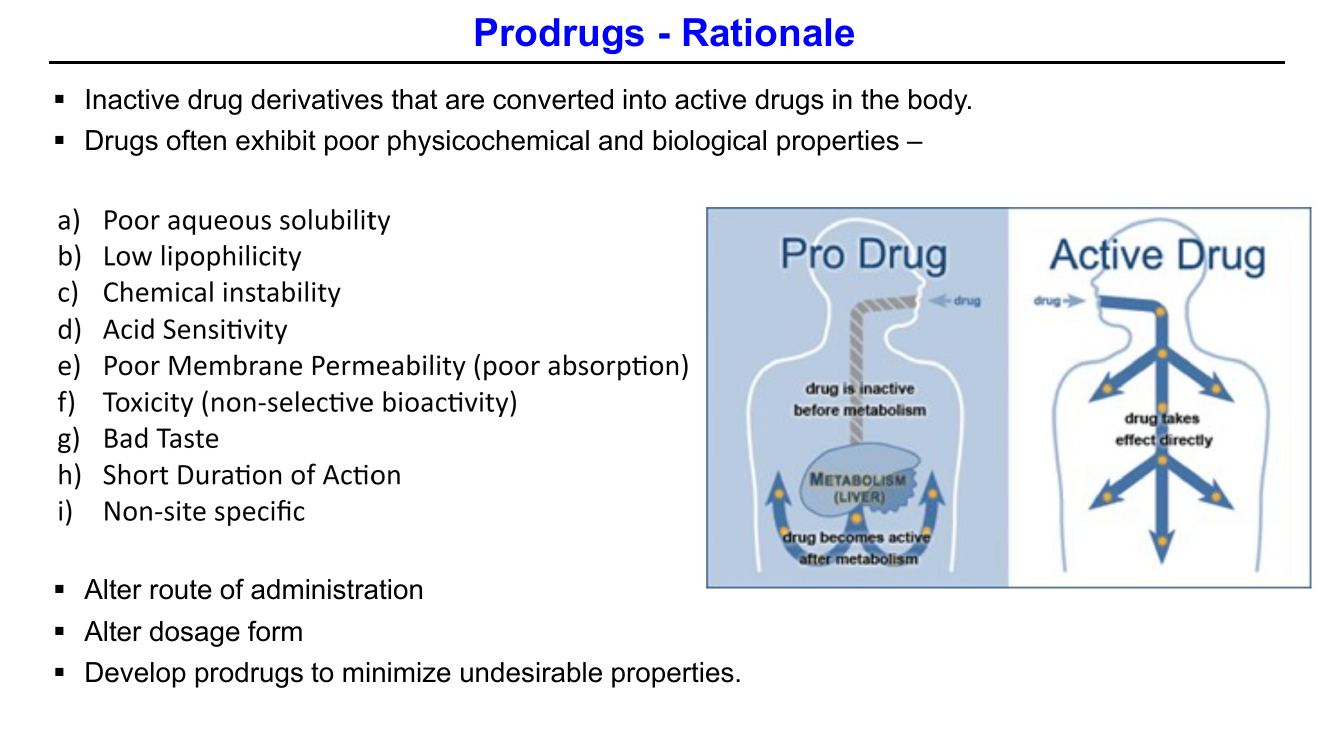 Prodrugs - Rationale
▪ Inactive drug derivatives that are converted into active drugs in the body.
▪ Drugs often exhibit poor physicochemical and biological properties –
a) Poor aqueous solubility
b) Low lipophilicity
c) Chemical instability
d) Acid Sensitivity
e) Poor Membrane Permeability (poor absorption)
f) Toxicity (non-selective bioactivity)
g) Bad Taste
h) Short Duration of Action
i) Non-site specific
Pro Drug
drug
drug is inactive
before metabolism
METABOLISM
(LIVER)
drug becomes active
after metabolism
Active Drug
drug
drug takes
effect directly
▪ Alter route of administration
▪ Alter dosage form
▪ Develop prodrugs to minimize undesirable properties.